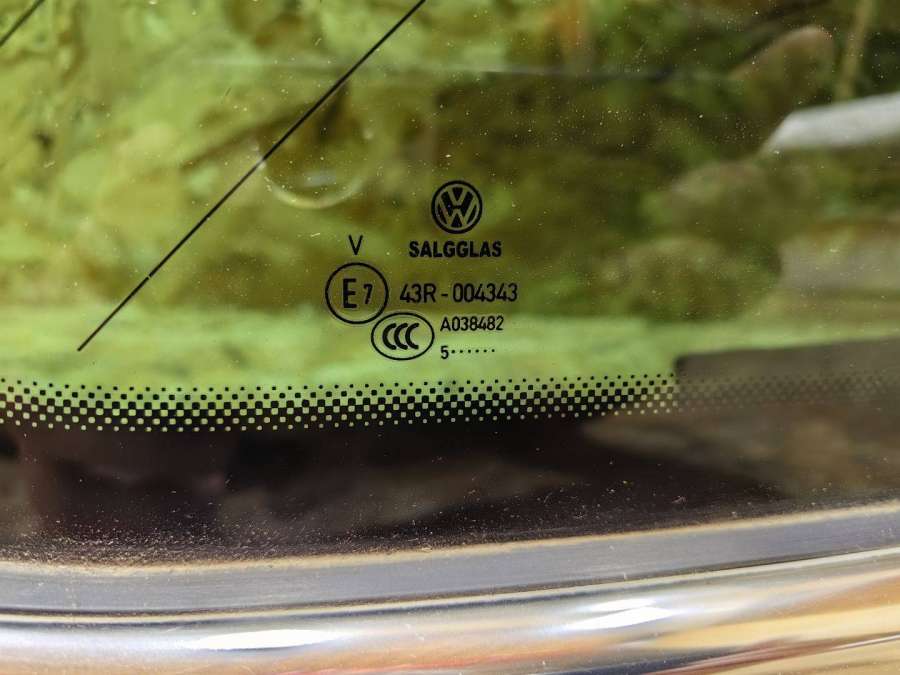 SALGGLAS
V
E7 43R-004343
CCC A038482
5······